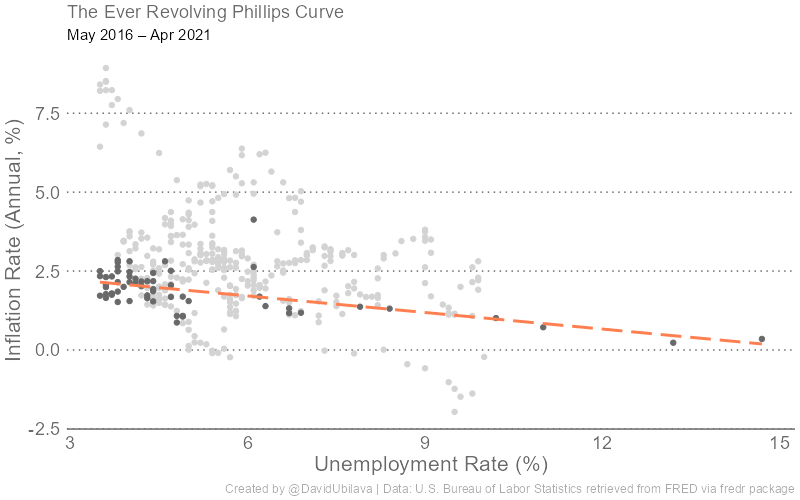 The Ever Revolving Phillips Curve
May 2016 – Apr 2021
Inflation Rate (Annual, %)
7.5
5.0
2.5
0.0
-2.5
3 6 9 12 15
Unemployment Rate (%)
Created by @DavidUbilava | Data: U.S. Bureau of Labor Statistics retrieved from FRED via fredr package